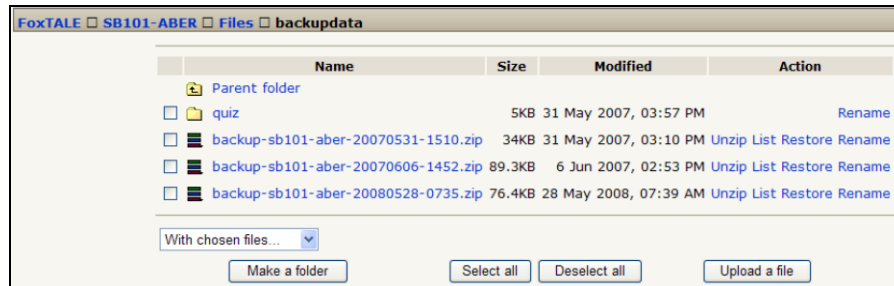 FoxTALE □ SB101-ABER □ Files □ backupdata
Name Size Modified Action
Parent folder
quiz 5KB 31 May 2007, 03:57 PM Rename
backup-sb101-aber-20070531-1510.zip 34KB 31 May 2007, 03:10 PM Unzip List Restore Rename
backup-sb101-aber-20070606-1452.zip 89.3KB 6 Jun 2007, 02:53 PM Unzip List Restore Rename
backup-sb101-aber-20080528-0735.zip 76.4KB 28 May 2008, 07:39 AM Unzip List Restore Rename
With chosen files...
Make a folder Select all Deselect all Upload a file